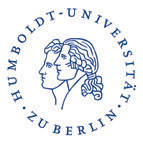 HUMBOLDT-UNIVERSITÄT
· ZU BERLIN ·